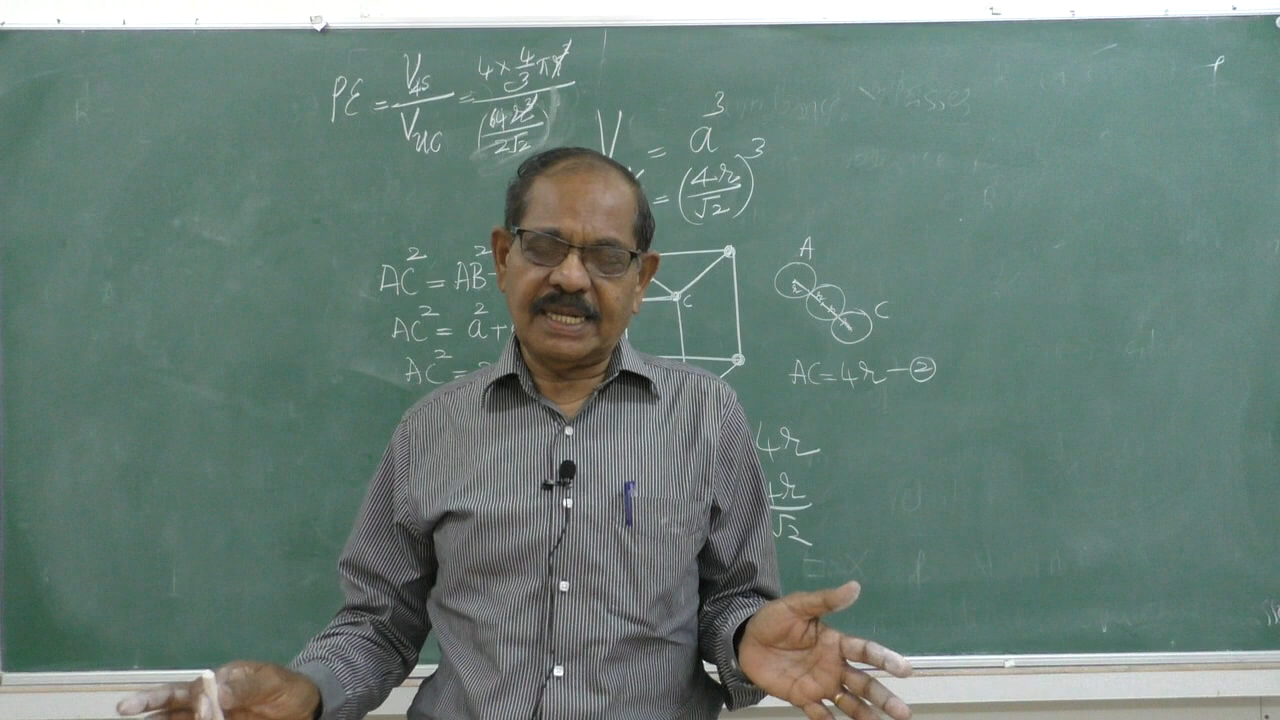 PE = V4S/VUC = 4 × 4/3 πr³/(64r³/2√2)
V = a³
= (4r/√2)³
AC² = AB²
AC² = a² +
AC² =
C
A
C
AC = 4r – ②
4r
4r/√2